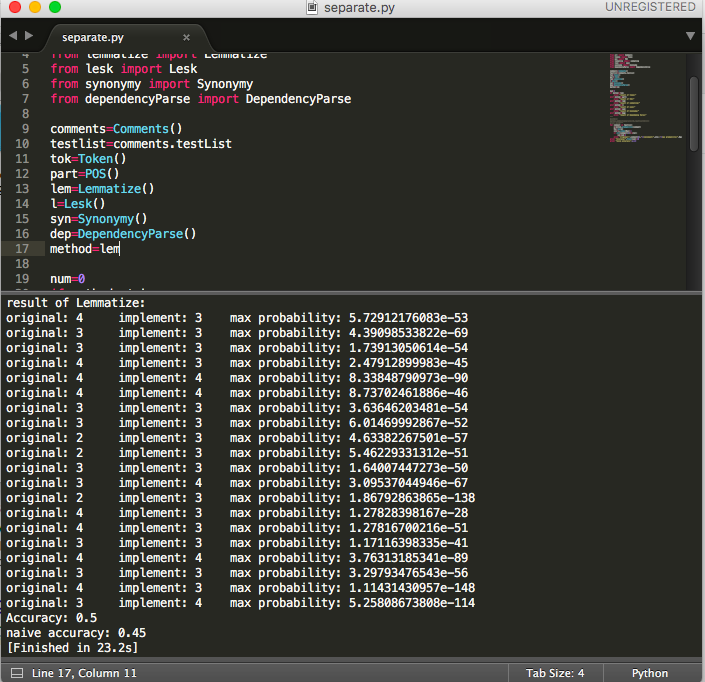 separate.py
UNREGISTERED
separate.py ×
4 from lemmatize import Lemmatize
5 from lesk import Lesk
6 from synonymy import Synonymy
7 from dependencyParse import DependencyParse
8
9 comments=Comments()
10 testlist=comments.testList
11 tok=Token()
12 part=POS()
13 lem=Lemmatize()
14 l=Lesk()
15 syn=Synonymy()
16 dep=DependencyParse()
17 method=lem
18
19 num=0
result of Lemmatize:
original: 4 implement: 3 max probability: 5.72912176083e-53
original: 3 implement: 3 max probability: 4.39098533822e-69
original: 3 implement: 3 max probability: 1.73913050614e-54
original: 4 implement: 3 max probability: 2.47912899983e-45
original: 4 implement: 4 max probability: 8.33848790973e-90
original: 4 implement: 4 max probability: 8.73702461886e-46
original: 3 implement: 3 max probability: 3.63646203481e-54
original: 3 implement: 3 max probability: 6.01469992867e-52
original: 2 implement: 3 max probability: 4.63382267501e-57
original: 2 implement: 3 max probability: 5.46229331312e-51
original: 3 implement: 3 max probability: 1.64007447273e-50
original: 3 implement: 4 max probability: 3.09537044946e-67
original: 2 implement: 4 max probability: 1.86792863865e-138
original: 4 implement: 3 max probability: 1.27828398167e-28
original: 4 implement: 3 max probability: 1.27816700216e-51
original: 3 implement: 3 max probability: 1.17116398335e-41
original: 4 implement: 4 max probability: 3.76313185341e-89
original: 3 implement: 3 max probability: 3.29793476543e-56
original: 4 implement: 3 max probability: 1.11431430957e-148
original: 3 implement: 4 max probability: 5.25808673808e-114
Accuracy: 0.5
naive accuracy: 0.45
[Finished in 23.2s]
Line 17, Column 11
Tab Size: 4
Python